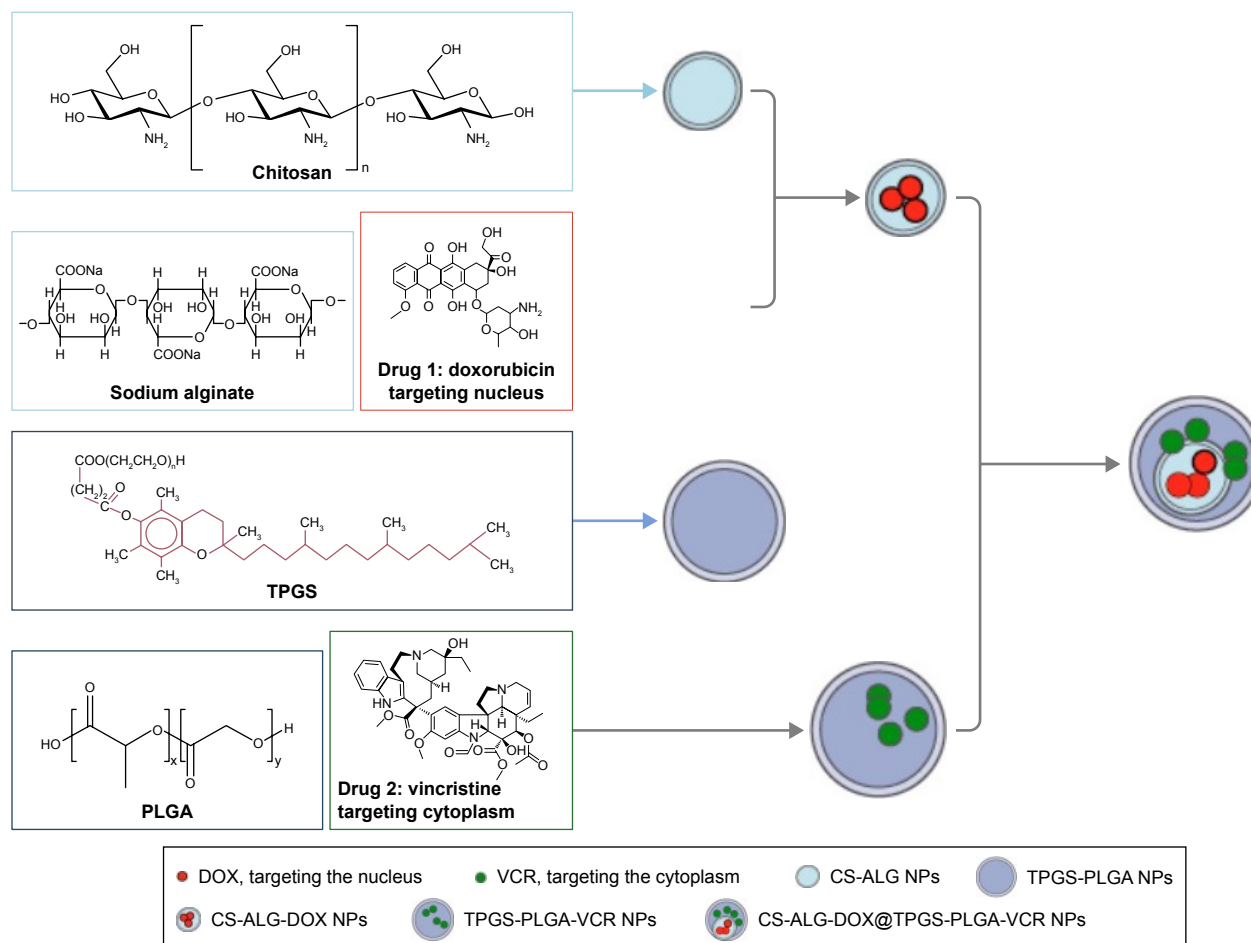 OH
OH
OH
HO
HO
NH2
O
HO
NH2
n
O
HO
NH2
OH
O
O
O
Chitosan
COONa
H
H
COONa
H
H
O
O
O
H
H
OH
HO
H
H
H
OH
HO
H
H
H
OH
HO
H
H
H
O
O
O
COONa
Sodium alginate
OH
O
OH
O
OH
O
OH
O
O
NH2
O
OH
Drug 1: doxorubicin
targeting nucleus
COO(CH2CH2O)nH
(CH2)2
C
O
O
CH3
CH3
CH3
CH3
H3C
O
CH3
CH3
CH3
TPGS
O
HO
O
x
O
O
H
y
PLGA
OH
N
H
NH
O
O
O
N
H
O
N
H
OH
O
O
O
O
O
Drug 2: vincristine
targeting cytoplasm
DOX, targeting the nucleus
VCR, targeting the cytoplasm
CS-ALG NPs
TPGS-PLGA NPs
CS-ALG-DOX NPs
TPGS-PLGA-VCR NPs
CS-ALG-DOX@TPGS-PLGA-VCR NPs